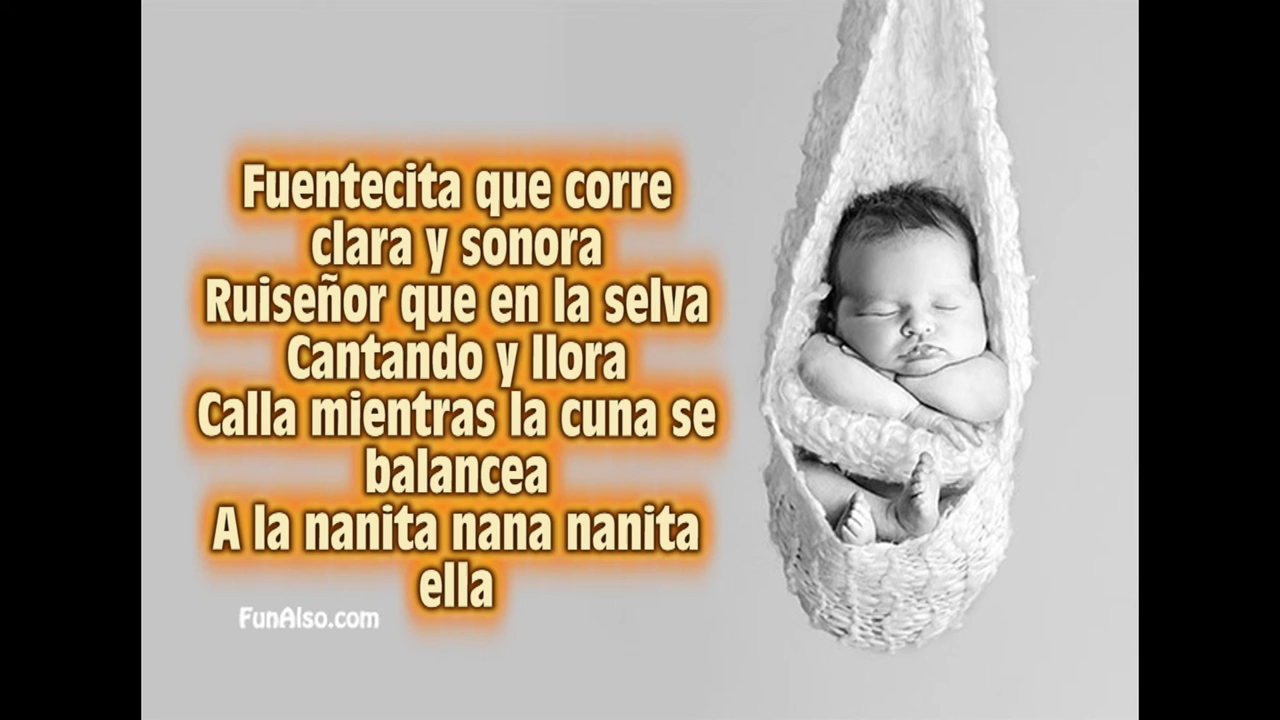 Fuentecita que corre
clara y sonora
Ruiseñor que en la selva
Cantando y llora
Calla mientras la cuna se
balancea
A la nanita nana nanita
ella
FunAlso.com